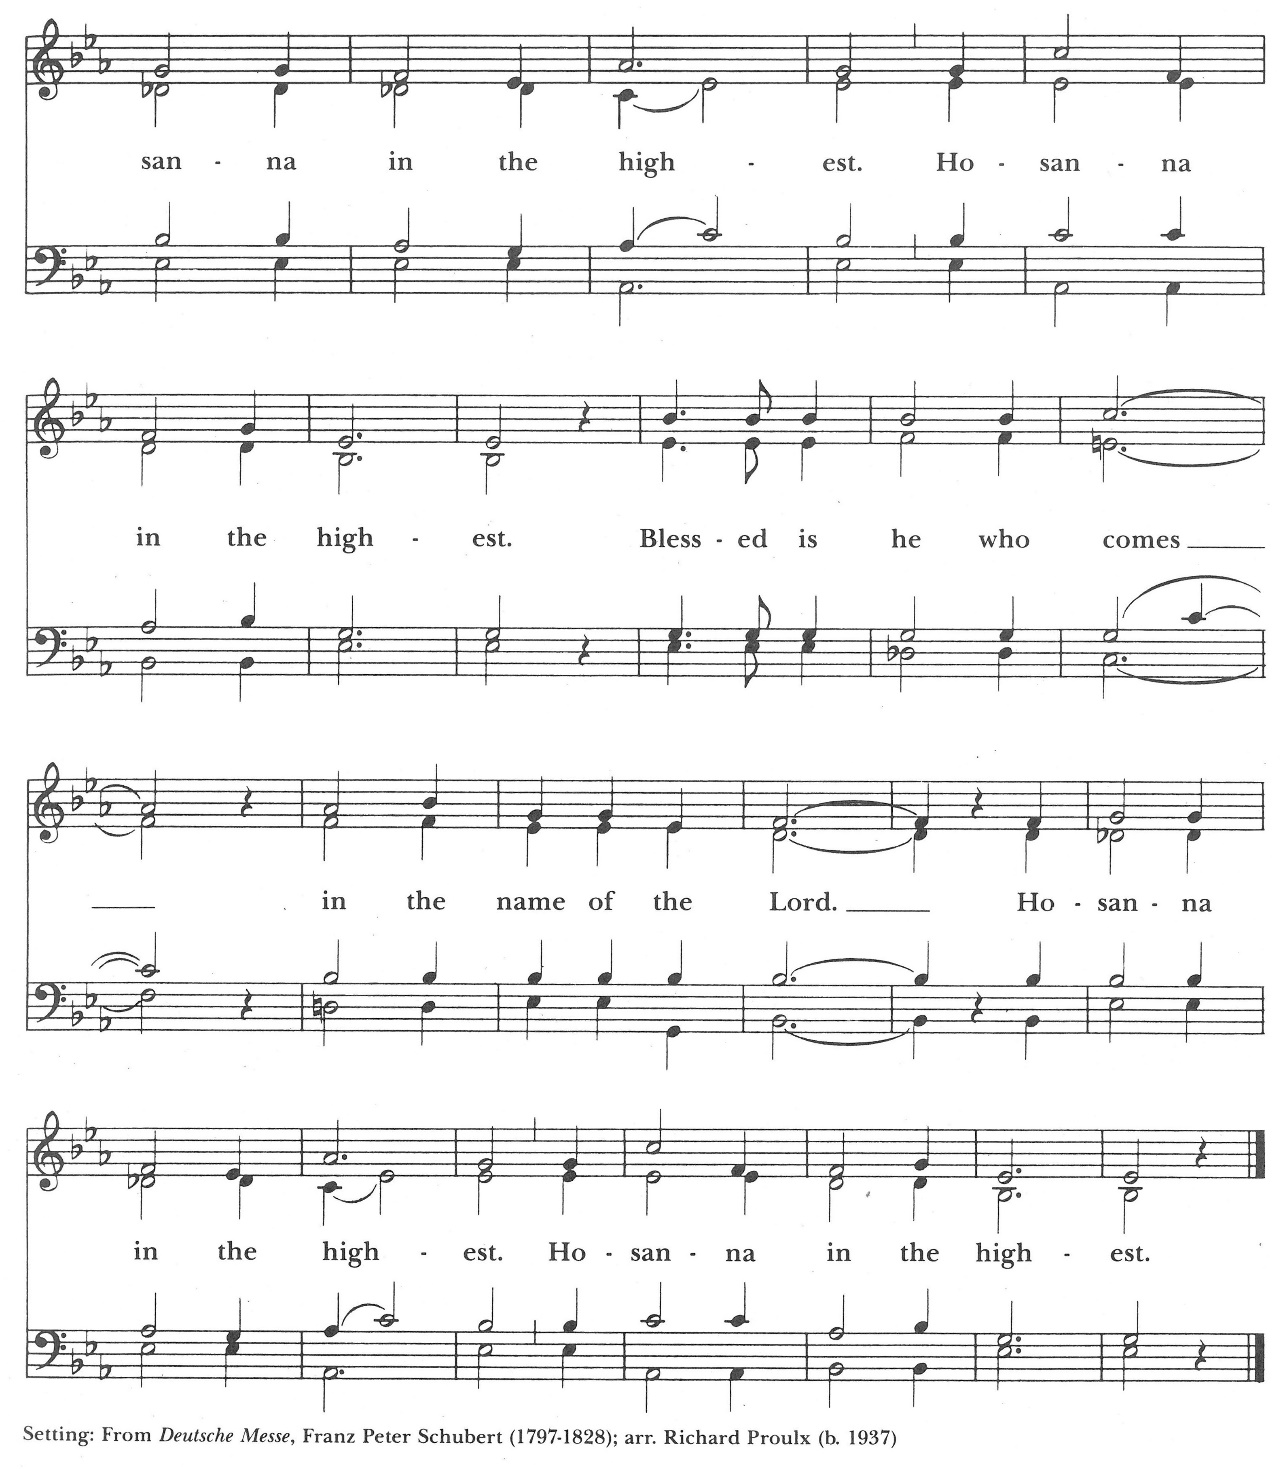 san - na in the high - est. Ho - san - na
in the high - est. Bless - ed is he who comes
in the name of the Lord. Ho - san - na
in the high - est. Ho - san - na in the high - est.
Setting: From Deutsche Messe, Franz Peter Schubert (1797-1828); arr. Richard Proulx (b. 1937)